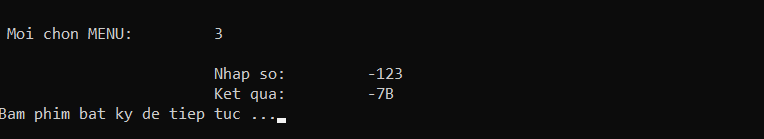 Moi chon MENU: 3
Nhap so: -123
Ket qua: -7B
Bam phim bat ky de tiep tuc ...